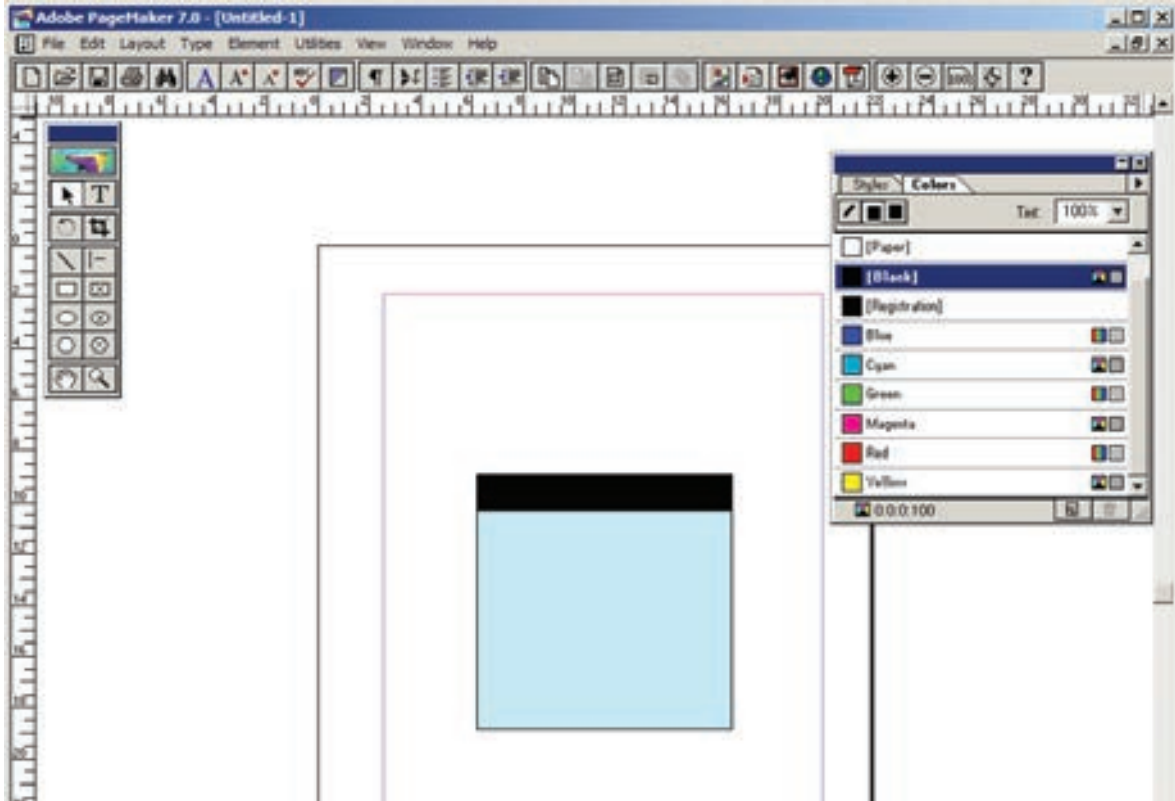 Adobe PageMaker 7.0 - [Untitled-1]
File Edit Layout Type Element Utilities View Window Help
Styles Colors
Tint: 100%
[Paper]
[Black]
[Registration]
Blue
Cyan
Green
Magenta
Red
Yellow
0:0:0:100